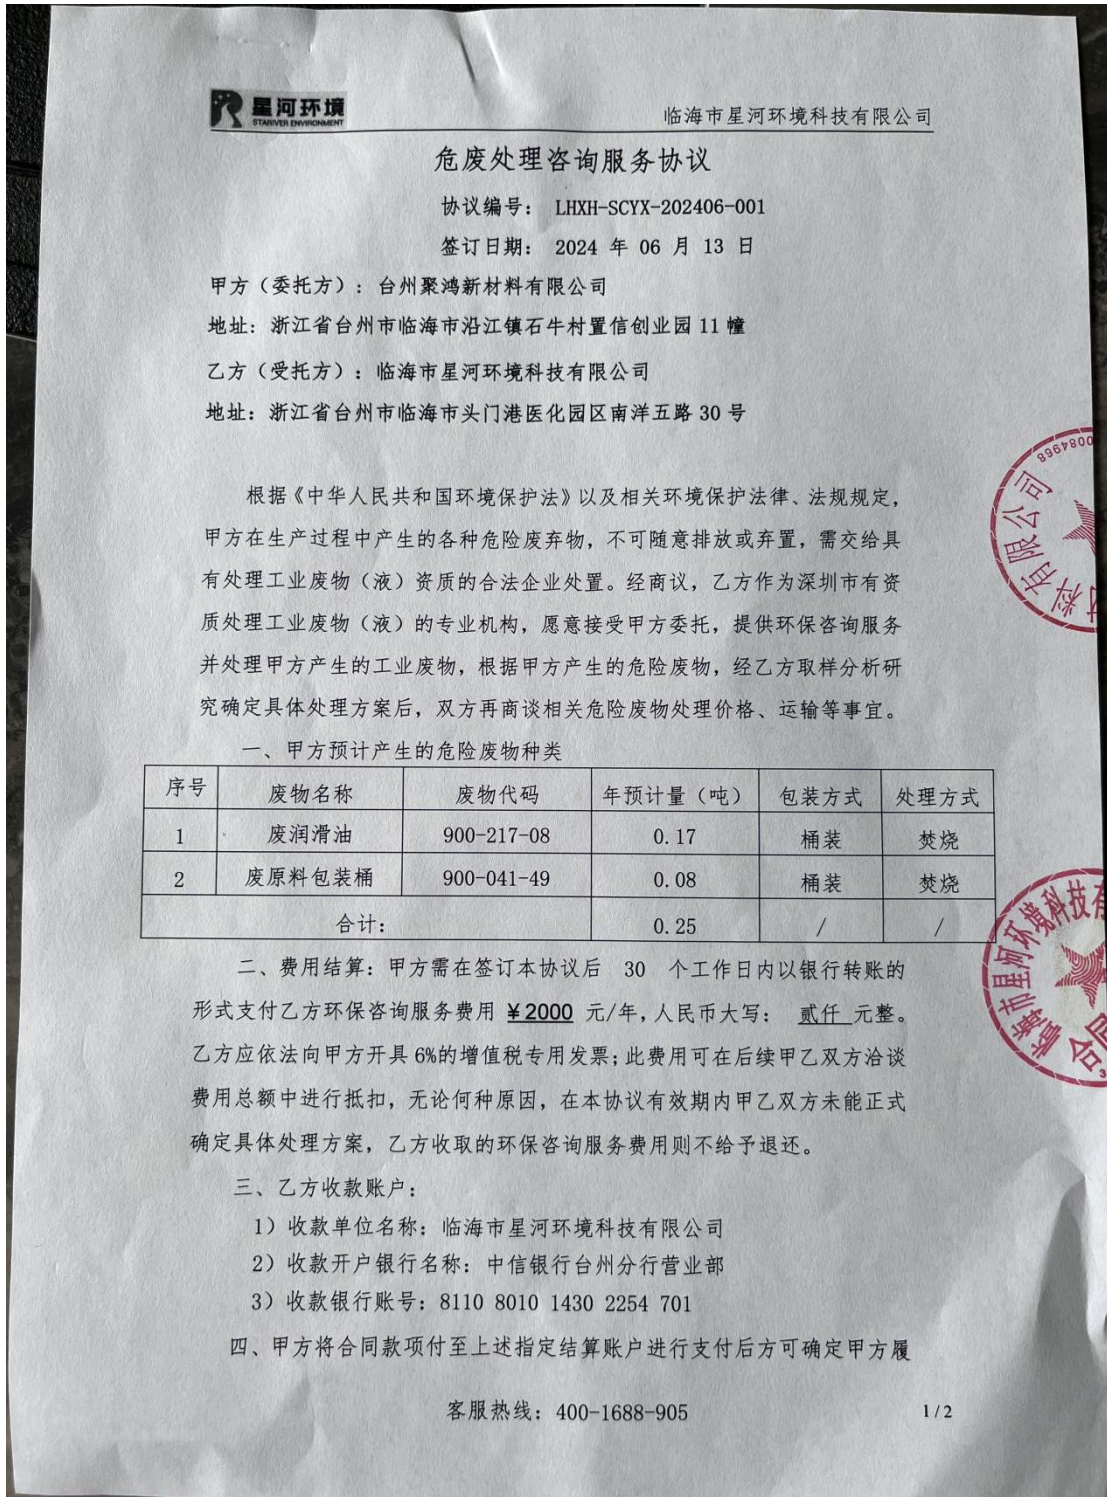 星河环境
STARIVER ENVIRONMENT
临海市星河环境科技有限公司
危废处理咨询服务协议
协议编号: LHXH-SCYX-202406-001
签订日期: 2024 年 06 月 13 日
甲方（委托方）: 台州聚鸿新材料有限公司
地址: 浙江省台州市临海市沿江镇石牛村置信创业园 11 幢
乙方（受托方）: 临海市星河环境科技有限公司
地址: 浙江省台州市临海市头门港医化园区南洋五路 30 号
根据《中华人民共和国环境保护法》以及相关环境保护法律、法规规定,
甲方在生产过程中产生的各种危险废弃物, 不可随意排放或弃置, 需交给具
有处理工业废物（液）资质的合法企业处置。经商议, 乙方作为深圳市有资
质处理工业废物（液）的专业机构, 愿意接受甲方委托, 提供环保咨询服务
并处理甲方产生的工业废物, 根据甲方产生的危险废物, 经乙方取样分析研
究确定具体处理方案后, 双方再商谈相关危险废物处理价格、运输等事宜。
一、甲方预计产生的危险废物种类
序号 废物名称 废物代码 年预计量（吨） 包装方式 处理方式
1 废润滑油 900-217-08 0.17 桶装 焚烧
2 废原料包装桶 900-041-49 0.08 桶装 焚烧
合计: 0.25 / /
二、费用结算: 甲方需在签订本协议后 30 个工作日内以银行转账的
形式支付乙方环保咨询服务费用 ¥2000 元/年, 人民币大写: 贰仟 元整。
乙方应依法向甲方开具 6%的增值税专用发票; 此费用可在后续甲乙双方洽谈
费用总额中进行抵扣, 无论何种原因, 在本协议有效期内甲乙双方未能正式
确定具体处理方案, 乙方收取的环保咨询服务费用则不给予退还。
三、乙方收款账户:
1）收款单位名称: 临海市星河环境科技有限公司
2）收款开户银行名称: 中信银行台州分行营业部
3）收款银行账号: 8110 8010 1430 2254 701
四、甲方将合同款项付至上述指定结算账户进行支付后方可确定甲方履
客服热线: 400-1688-905
1 / 2
料有限公司
0084968
临海市星河环境科技有
合同